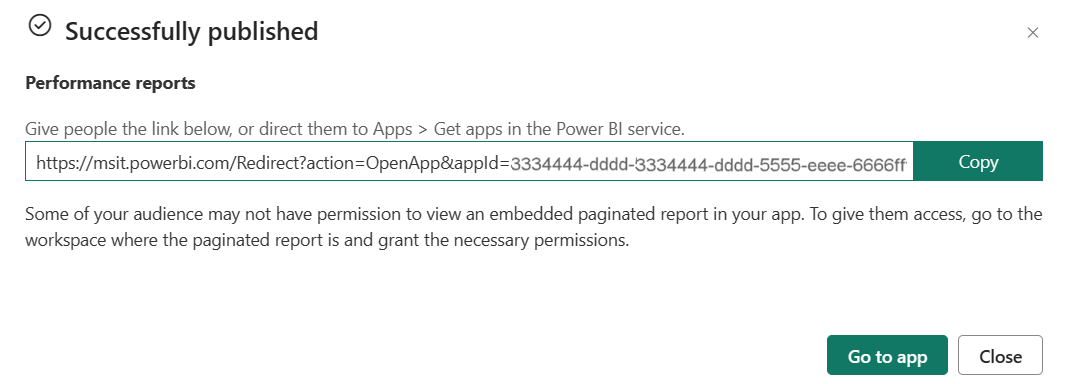 Successfully published
Performance reports
Give people the link below, or direct them to Apps > Get apps in the Power BI service.
https://msit.powerbi.com/Redirect?action=OpenApp&appId=3334444-dddd-3334444-dddd-5555-eeee-6666ff
Copy
Some of your audience may not have permission to view an embedded paginated report in your app. To give them access, go to the
workspace where the paginated report is and grant the necessary permissions.
Go to app
Close